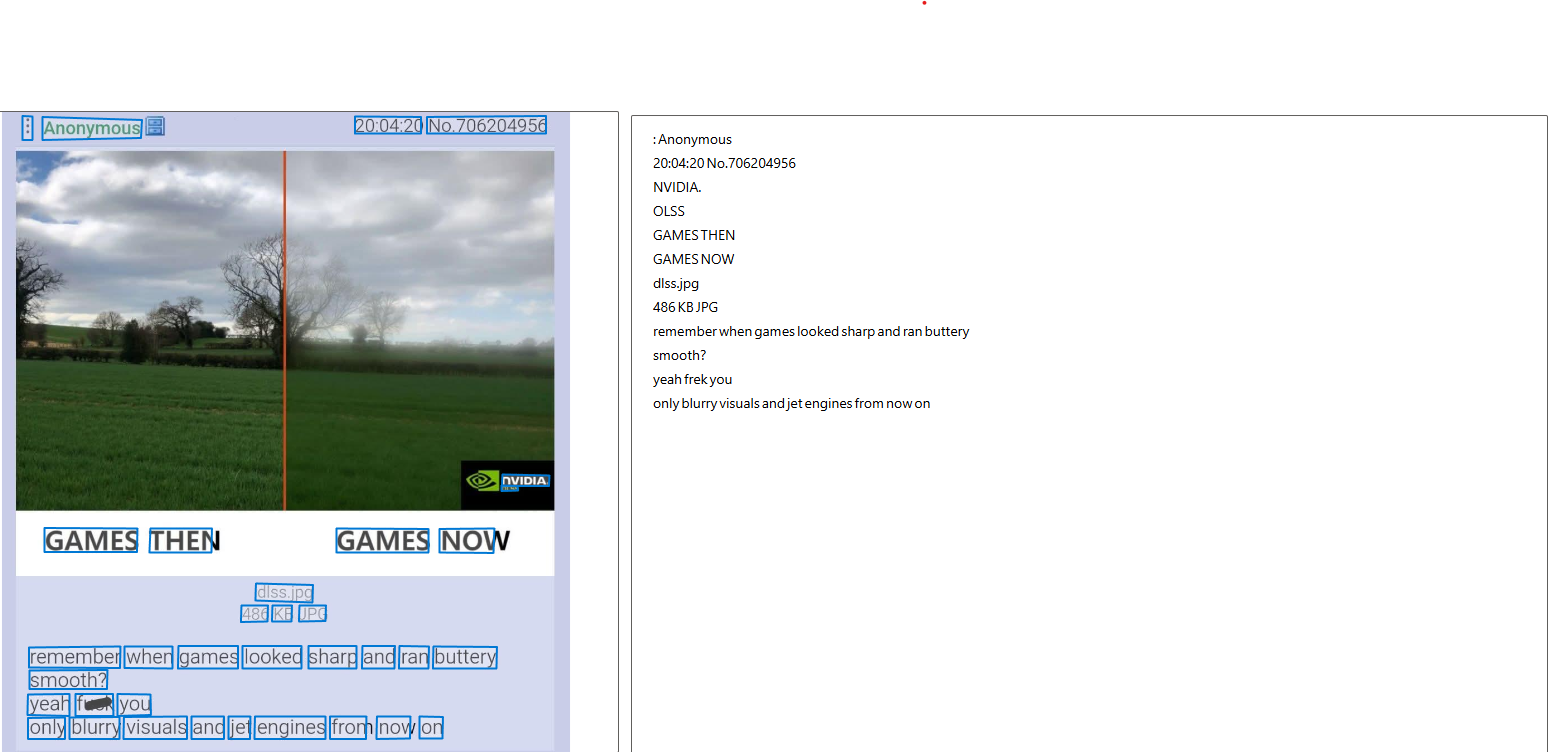 ⋮ Anonymous 20:04:20 No.706204956
NVIDIA.
GAMES THEN GAMES NOW
dlss.jpg
486 KB JPG
remember when games looked sharp and ran buttery
smooth?
yeah you
only blurry visuals and jet engines from now on
: Anonymous
20:04:20 No.706204956
NVIDIA.
OLSS
GAMES THEN
GAMES NOW
dlss.jpg
486 KB JPG
remember when games looked sharp and ran buttery
smooth?
yeah frek you
only blurry visuals and jet engines from now on